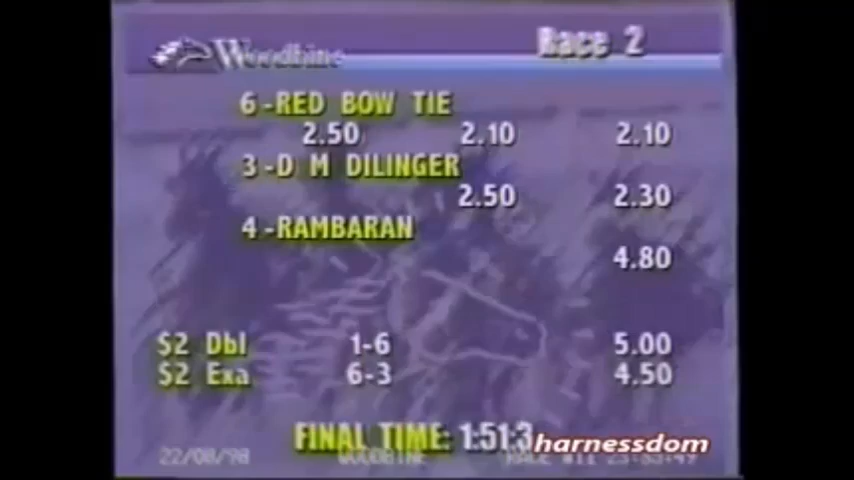 Woodbine Race 2
6-RED BOW TIE
2.50 2.10 2.10
3-D M DILINGER
2.50 2.30
4-RAMBARAN
4.80
$2 Dbl 1-6 5.00
$2 Exa 6-3 4.50
FINAL TIME: 1:51:3
harnessdom
22/08/98 WOODBINE RACE